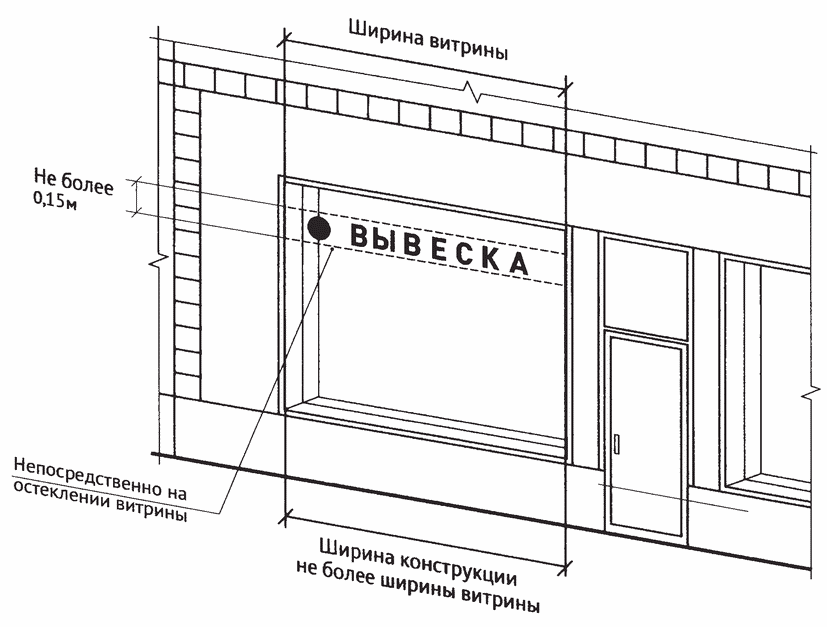 Ширина витрины
Не более
0,15м
ВЫВЕСКА
Непосредственно на
остеклении витрины
Ширина конструкции
не более ширины витрины